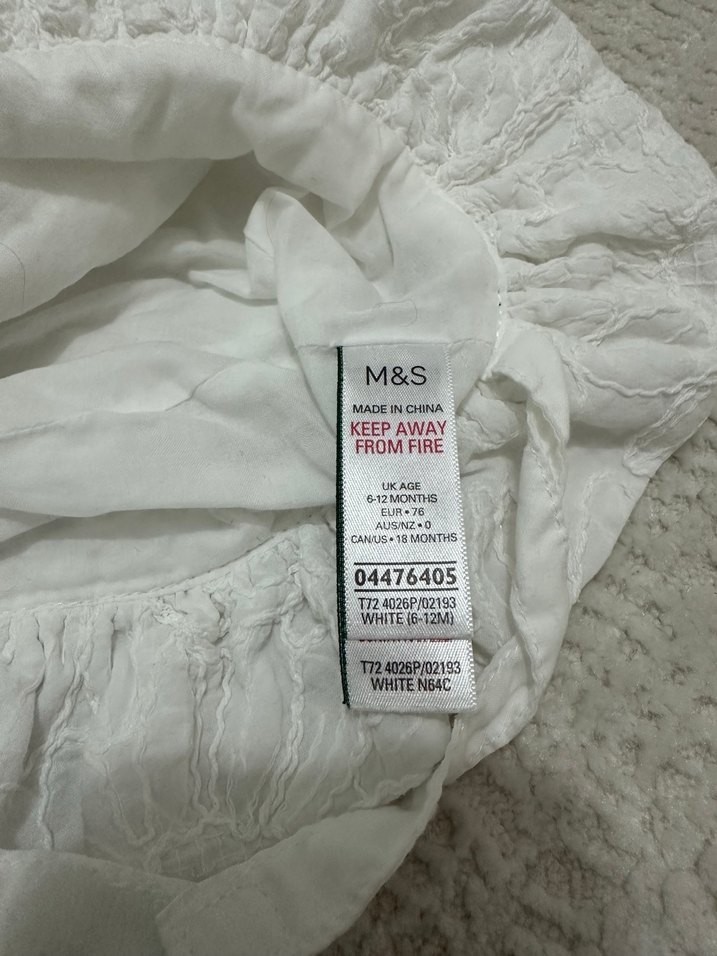 M&S
MADE IN CHINA
KEEP AWAY
FROM FIRE
UK AGE
6-12 MONTHS
EUR • 76
AUS/NZ • 0
CAN/US • 18 MONTHS
04476405
T72 4026P/02193
WHITE (6-12M)
T72 4026P/02193
WHITE N64C